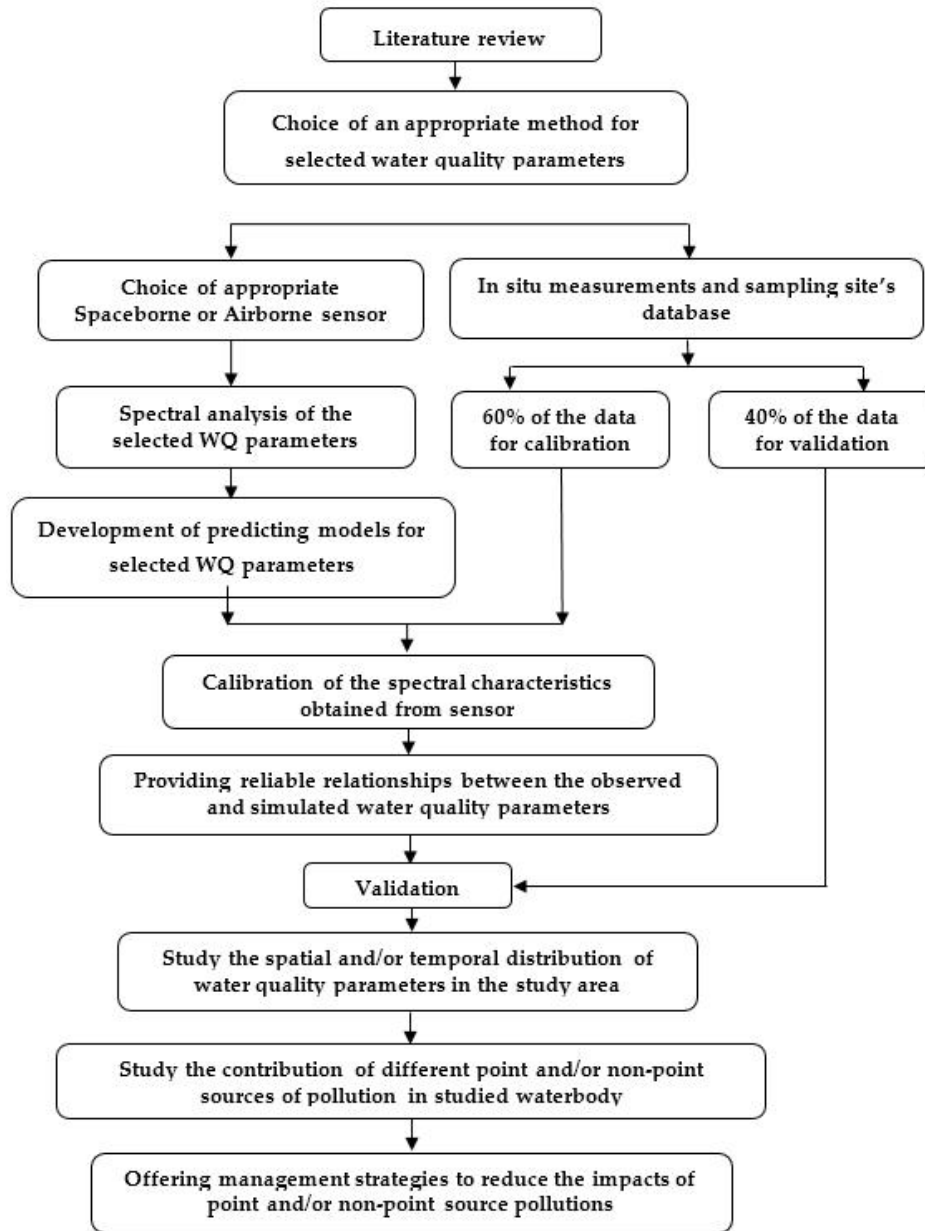 Literature review
Choice of an appropriate method for
selected water quality parameters
Choice of appropriate
Spaceborne or Airborne sensor
In situ measurements and sampling site's
database
Spectral analysis of the
selected WQ parameters
60% of the data
for calibration
40% of the data
for validation
Development of predicting models for
selected WQ parameters
Calibration of the spectral characteristics
obtained from sensor
Providing reliable relationships between the observed
and simulated water quality parameters
Validation
Study the spatial and/or temporal distribution of
water quality parameters in the study area
Study the contribution of different point and/or non-point
sources of pollution in studied waterbody
Offering management strategies to reduce the impacts of
point and/or non-point source pollutions